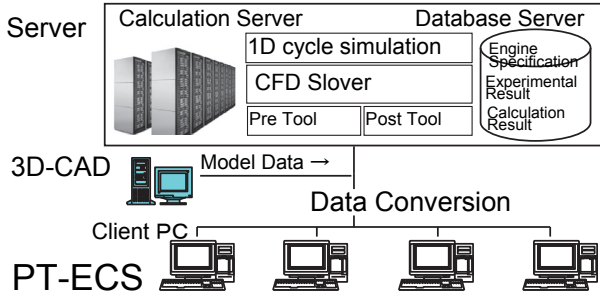 Server
Calculation Server
Database Server
1D cycle simulation
CFD Slover
Pre Tool
Post Tool
Engine
Specification
Experimental
Result
Calculation
Result
3D-CAD
Model Data →
Data Conversion
Client PC
PT-ECS